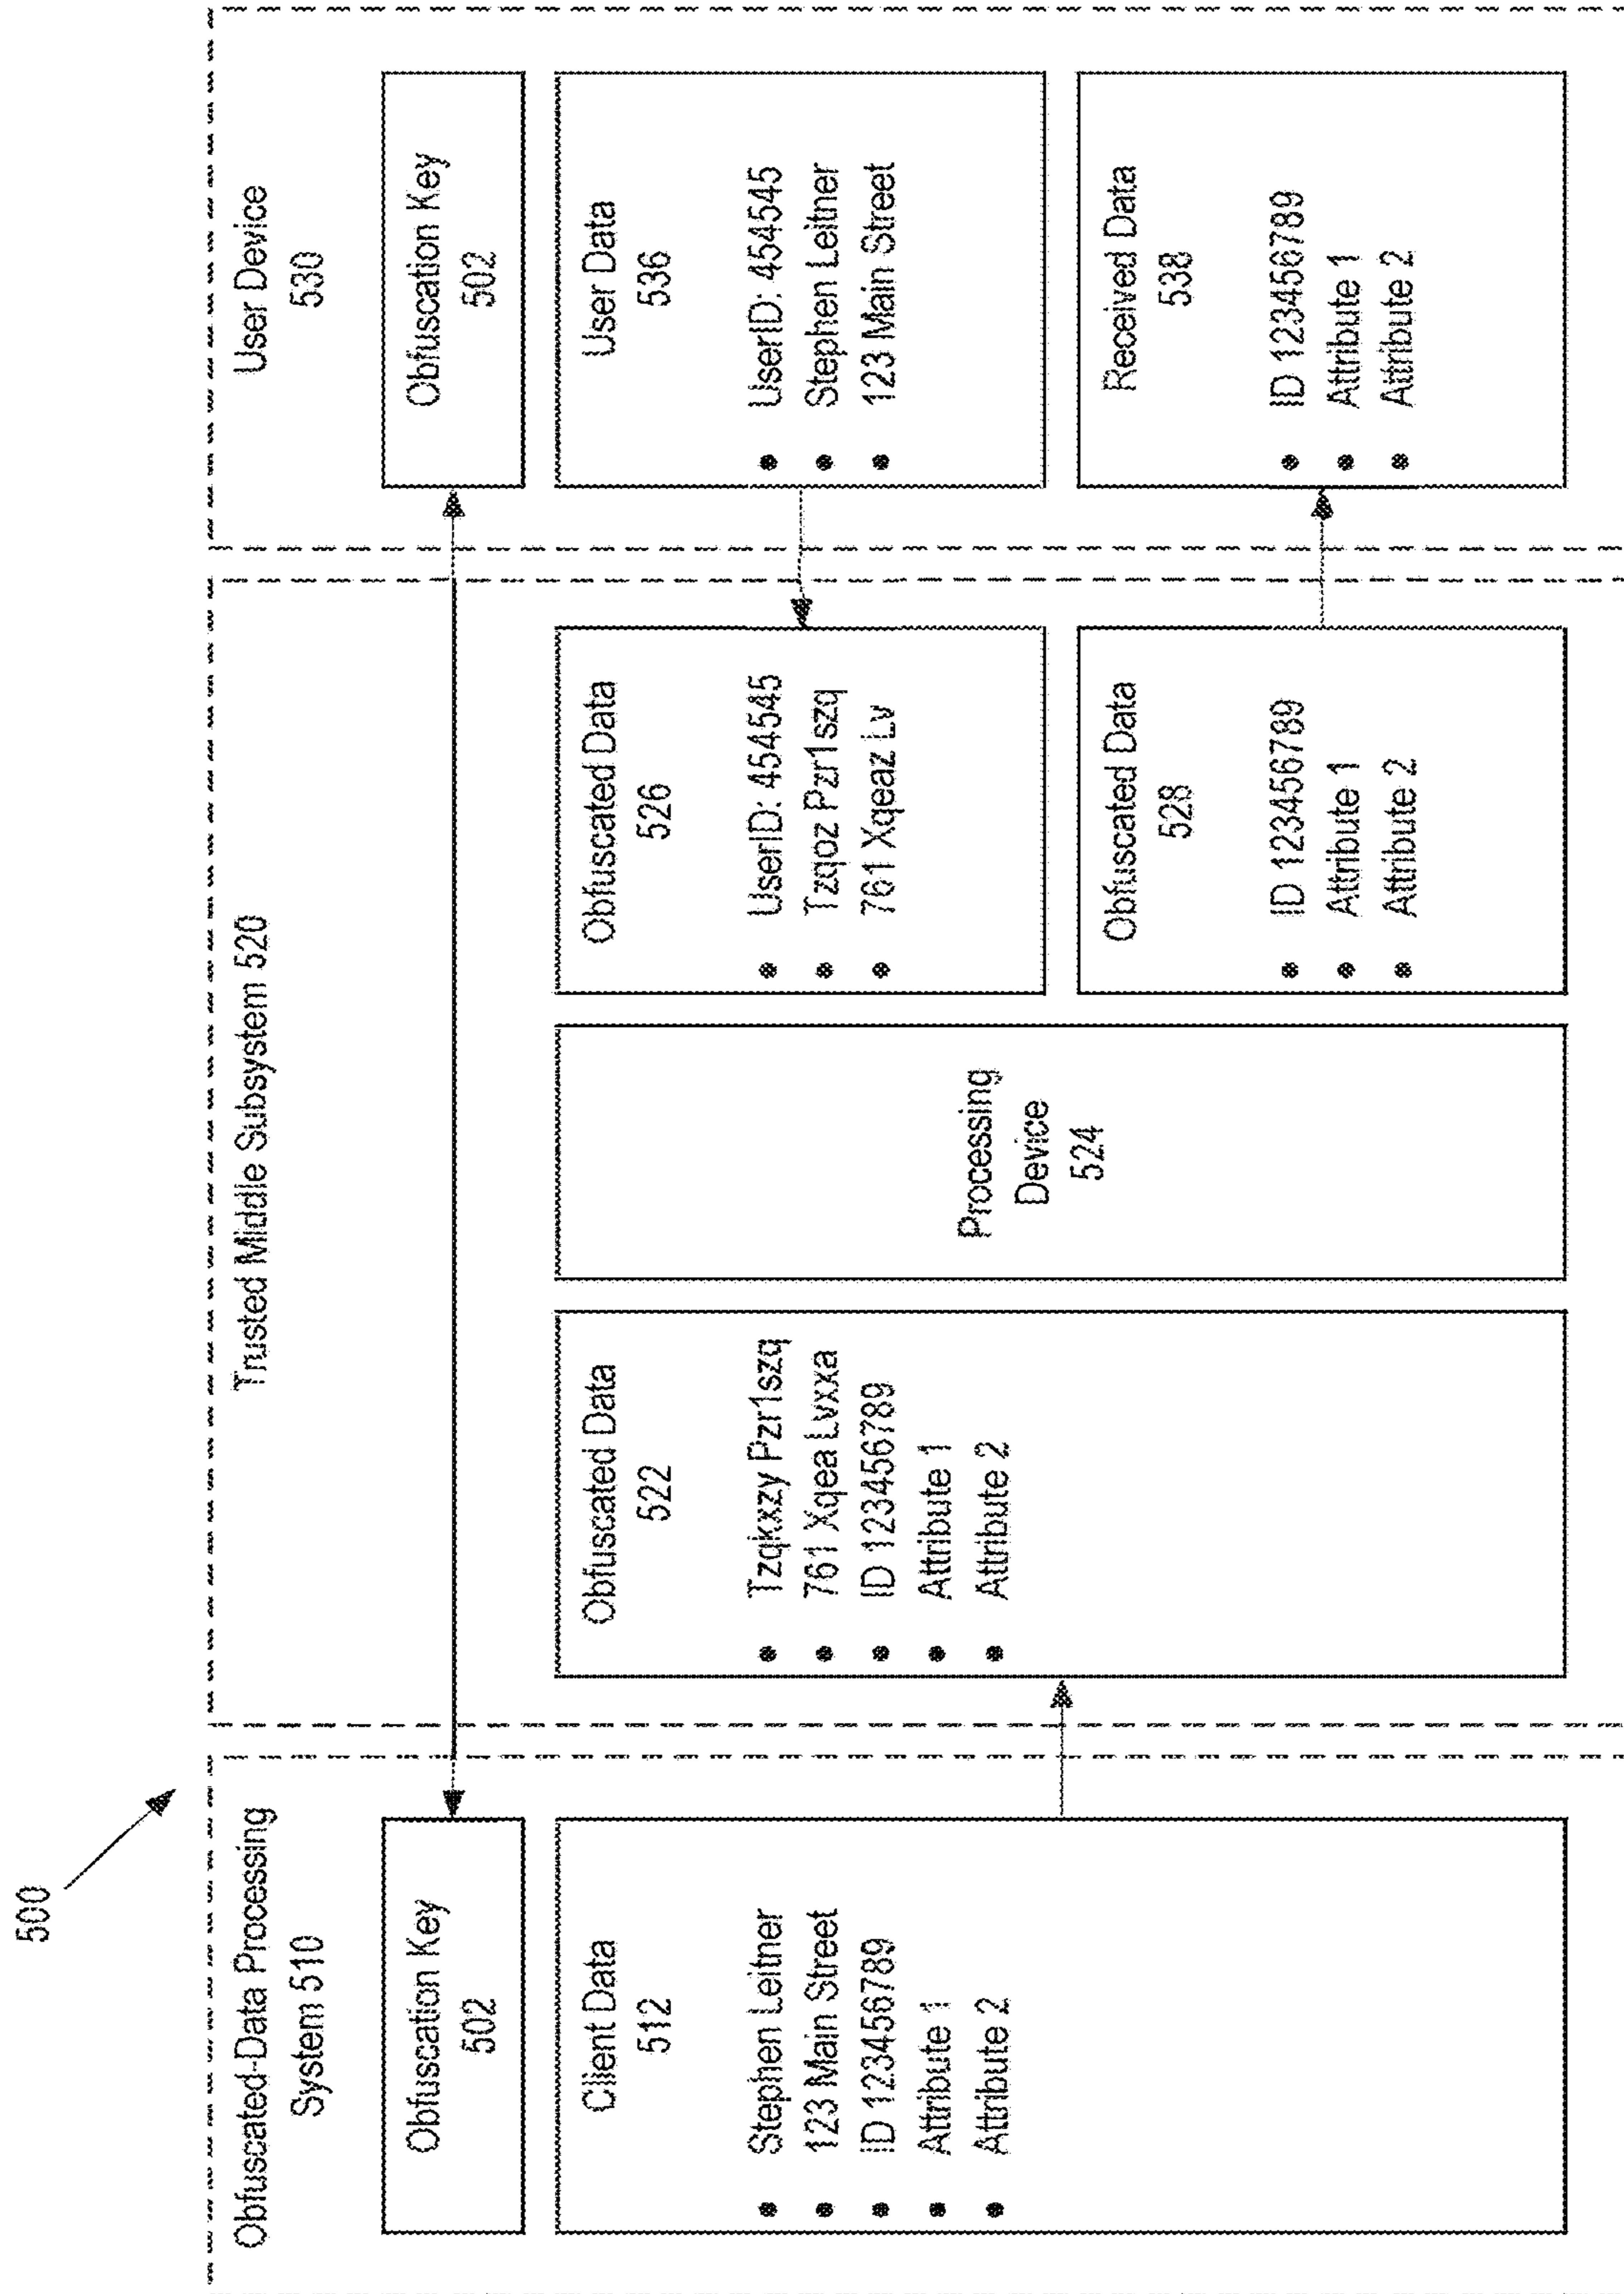 500
Obfuscated-Data Processing
System 510
Obfuscation Key
502
Client Data
512
• Stephen Leitner
• 123 Main Street
• ID 123456789
• Attribute 1
• Attribute 2
Trusted Middle Subsystem 520
Obfuscated Data
522
• Tzqkxzy Pzr1szq
• 761 Xqea Lvxxa
• ID 123456789
• Attribute 1
• Attribute 2
Processing
Device
524
Obfuscated Data
526
• UserID: 454545
• Tzqoz Pzr1szq
• 761 Xqeaz Lv
Obfuscated Data
528
• ID 123456789
• Attribute 1
• Attribute 2
User Device
530
Obfuscation Key
502
User Data
536
• UserID: 454545
• Stephen Leitner
• 123 Main Street
Received Data
538
• ID 123456789
• Attribute 1
• Attribute 2